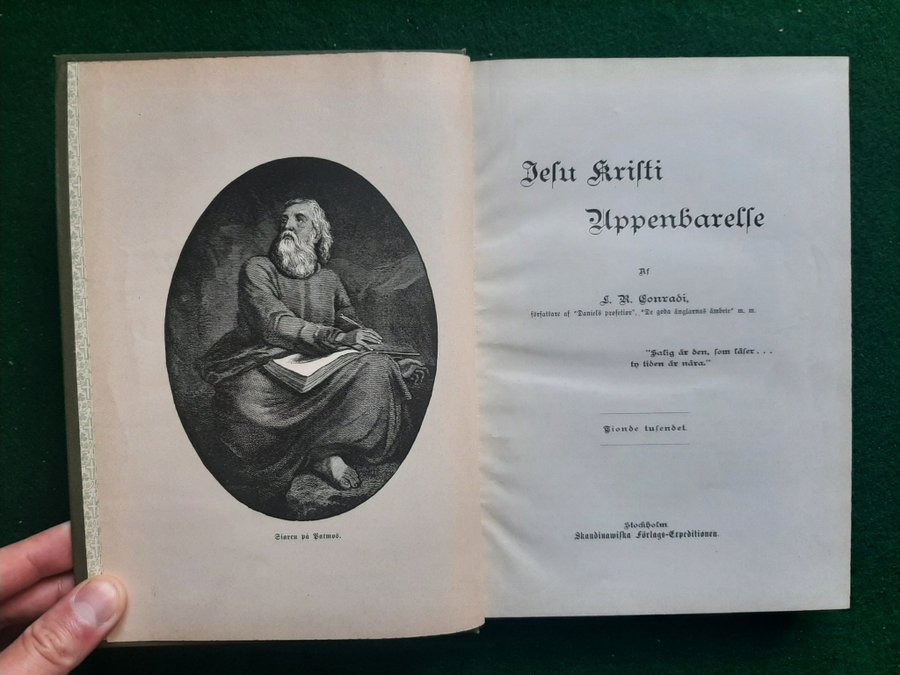 Siaren på Patmos.
Jesu Kristi
Uppenbarelse
Af
L. R. Conradi,
författare af "Daniels profetior", "De goda änglarnas ämbete" m. m.
"Salig är den, som läser...
ty tiden är nära."
Tionde tusendet.
Stockholm
Skandinawiska Förlags-Expeditionen.